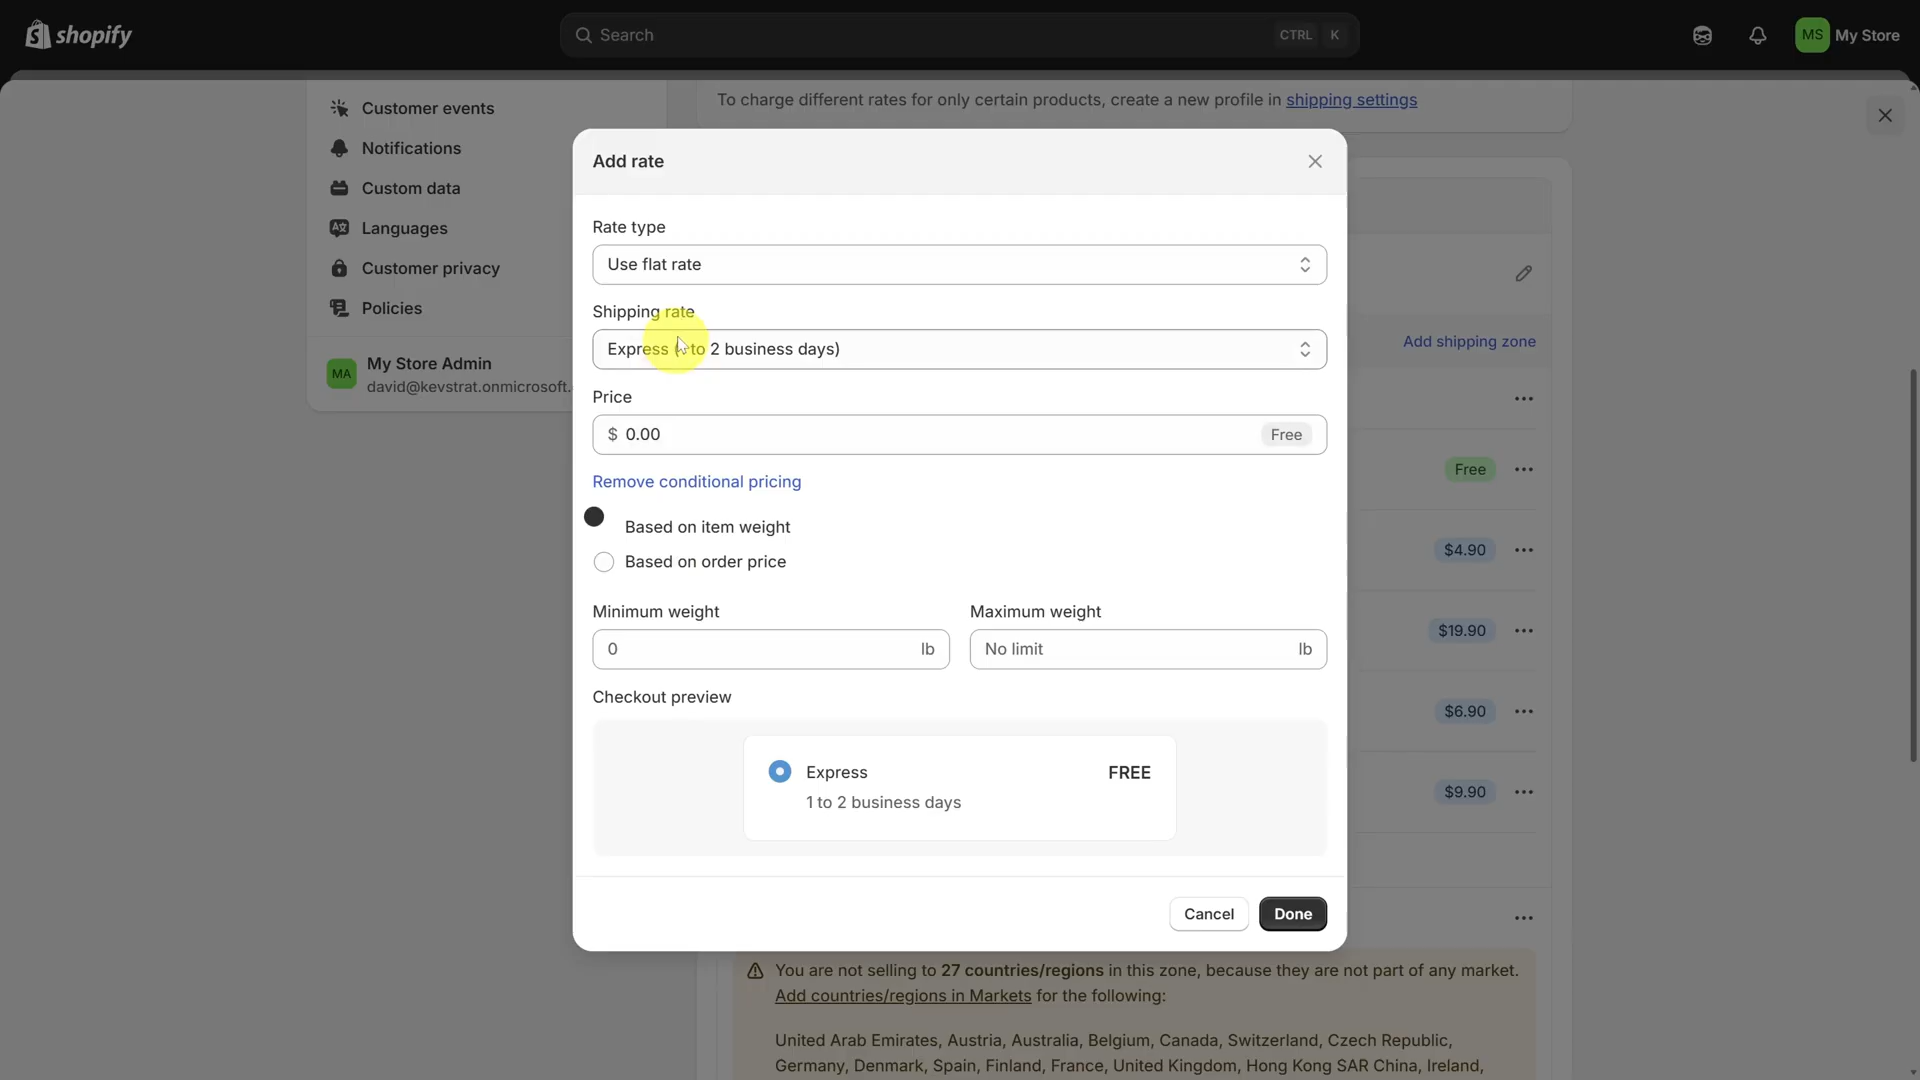 shopify
Search
CTRL K
MS My Store
Customer events
Notifications
Custom data
Languages
Customer privacy
Policies
MA
My Store Admin
david@kevstrat.onmicrosoft.
To charge different rates for only certain products, create a new profile in shipping settings
Add shipping zone
Free
$4.90
$19.90
$6.90
$9.90
Add rate
Rate type
Use flat rate
Shipping rate
Express ( to 2 business days)
Price
$ 0.00
Free
Remove conditional pricing
Based on item weight
Based on order price
Minimum weight
0 lb
Maximum weight
No limit lb
Checkout preview
Express FREE
1 to 2 business days
Cancel
Done
You are not selling to 27 countries/regions in this zone, because they are not part of any market.
Add countries/regions in Markets for the following:
United Arab Emirates, Austria, Australia, Belgium, Canada, Switzerland, Czech Republic,
Germany, Denmark, Spain, Finland, France, United Kingdom, Hong Kong SAR China, Ireland,